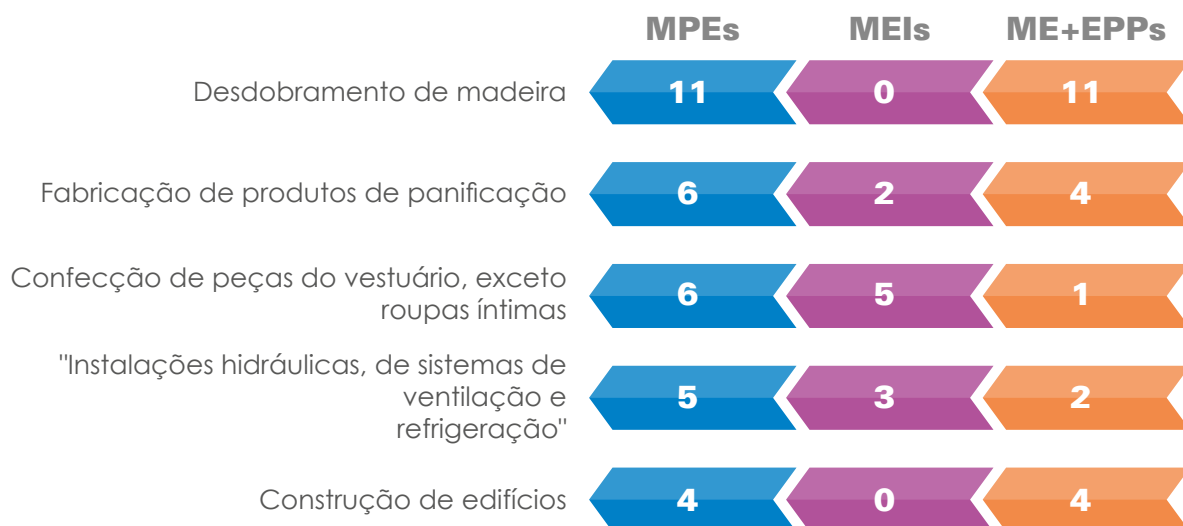 MPEs MEIs ME+EPPs
Desdobramento de madeira 11 0 11
Fabricação de produtos de panificação 6 2 4
Confecção de peças do vestuário, exceto
roupas íntimas 6 5 1
"Instalações hidráulicas, de sistemas de
ventilação e 5 3 2
refrigeração"
Construção de edifícios 4 0 4